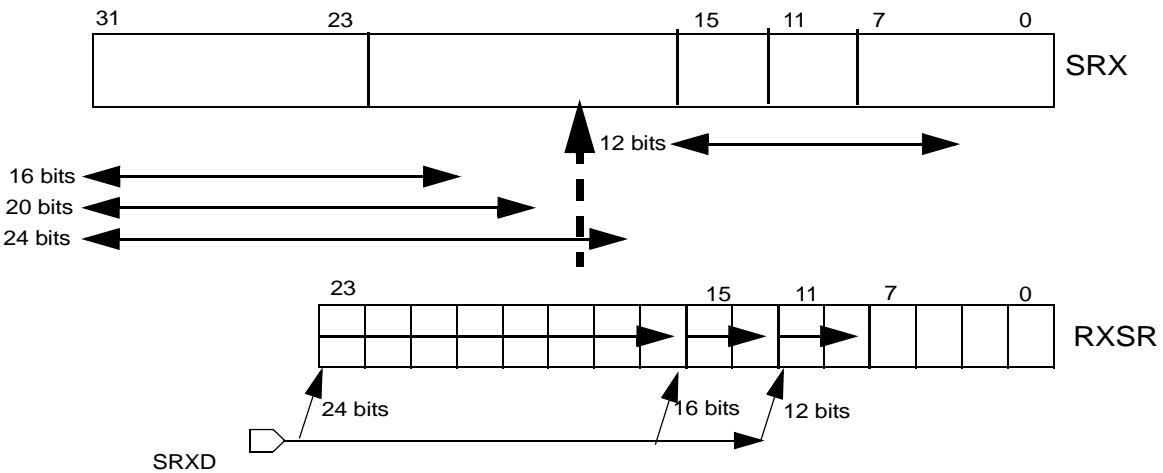 31 23 15 11 7 0
SRX
12 bits
16 bits
20 bits
24 bits
23 15 11 7 0
RXSR
24 bits 16 bits 12 bits
SRXD